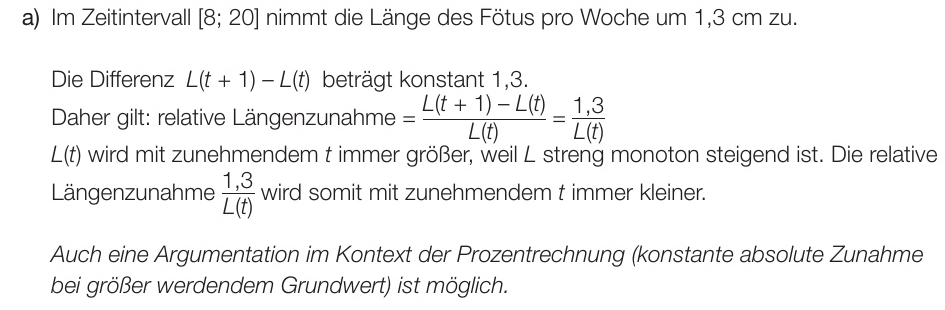 a) Im Zeitintervall [8; 20] nimmt die Länge des Fötus pro Woche um 1,3 cm zu.
Die Differenz L(t + 1) – L(t) beträgt konstant 1,3.
Daher gilt: relative Längenzunahme = \frac{L(t + 1) – L(t)}{L(t)} = \frac{1,3}{L(t)}
L(t) wird mit zunehmendem t immer größer, weil L streng monoton steigend ist. Die relative
Längenzunahme \frac{1,3}{L(t)} wird somit mit zunehmendem t immer kleiner.
Auch eine Argumentation im Kontext der Prozentrechnung (konstante absolute Zunahme
bei größer werdendem Grundwert) ist möglich.